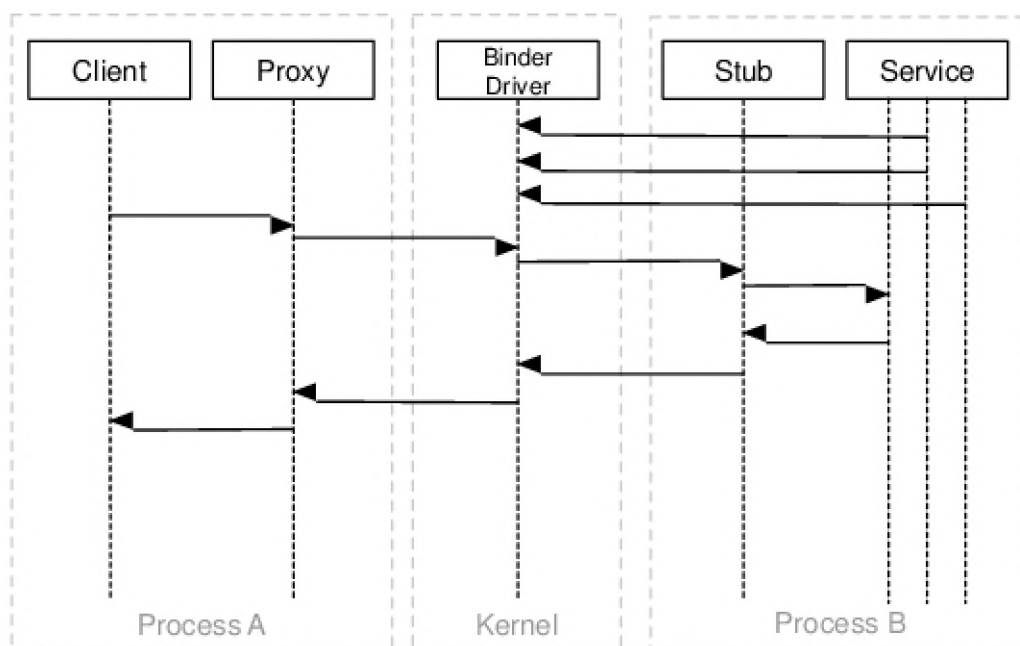 Client
Proxy
Binder
Driver
Stub
Service
Process A
Kernel
Process B